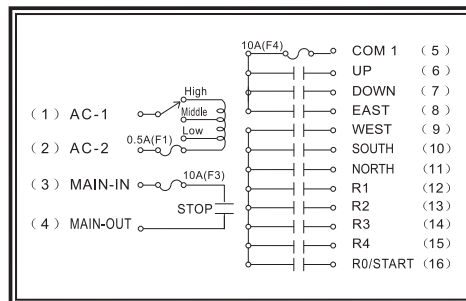 High
Middle
Low
(1) AC-1
(2) AC-2
0.5A(F1)
(3) MAIN-IN
10A(F3)
STOP
(4) MAIN-OUT
10A(F4)
COM 1 (5)
UP (6)
DOWN (7)
EAST (8)
WEST (9)
SOUTH (10)
NORTH (11)
R1 (12)
R2 (13)
R3 (14)
R4 (15)
R0/START (16)